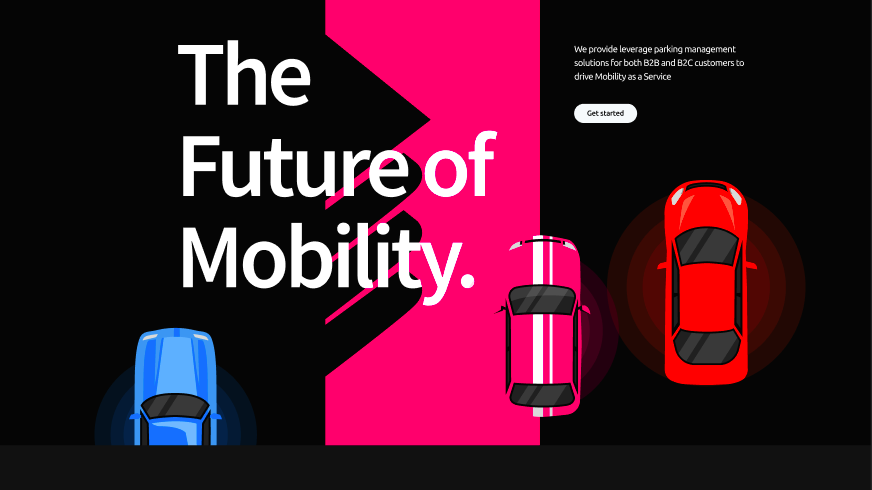 The
Future of
Mobility.
We provide leverage parking management
solutions for both B2B and B2C customers to
drive Mobility as a Service
Get started